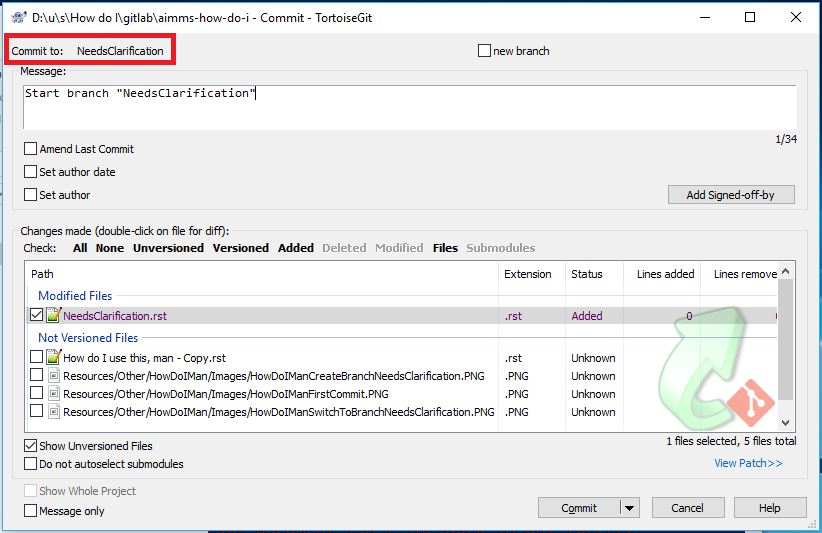 D:\u\s\How do I\gitlab\aimms-how-do-i - Commit - TortoiseGit
Commit to: NeedsClarification
new branch
Message:
Start branch "NeedsClarification"
1/34
Amend Last Commit
Set author date
Set author
Add Signed-off-by
Changes made (double-click on file for diff):
Check: All None Unversioned Versioned Added Deleted Modified Files Submodules
Path Extension Status Lines added Lines remove
Modified Files
NeedsClarification.rst .rst Added 0
Not Versioned Files
How do I use this, man - Copy.rst .rst Unknown
Resources/Other/HowDoIMan/Images/HowDoIManCreateBranchNeedsClarification.PNG .PNG Unknown
Resources/Other/HowDoIMan/Images/HowDoIManFirstCommit.PNG .PNG Unknown
Resources/Other/HowDoIMan/Images/HowDoIManSwitchToBranchNeedsClarification.PNG .PNG Unknown
Show Unversioned Files
1 files selected, 5 files total
Do not autoselect submodules
View Patch>>
Show Whole Project
Message only
Commit
Cancel
Help